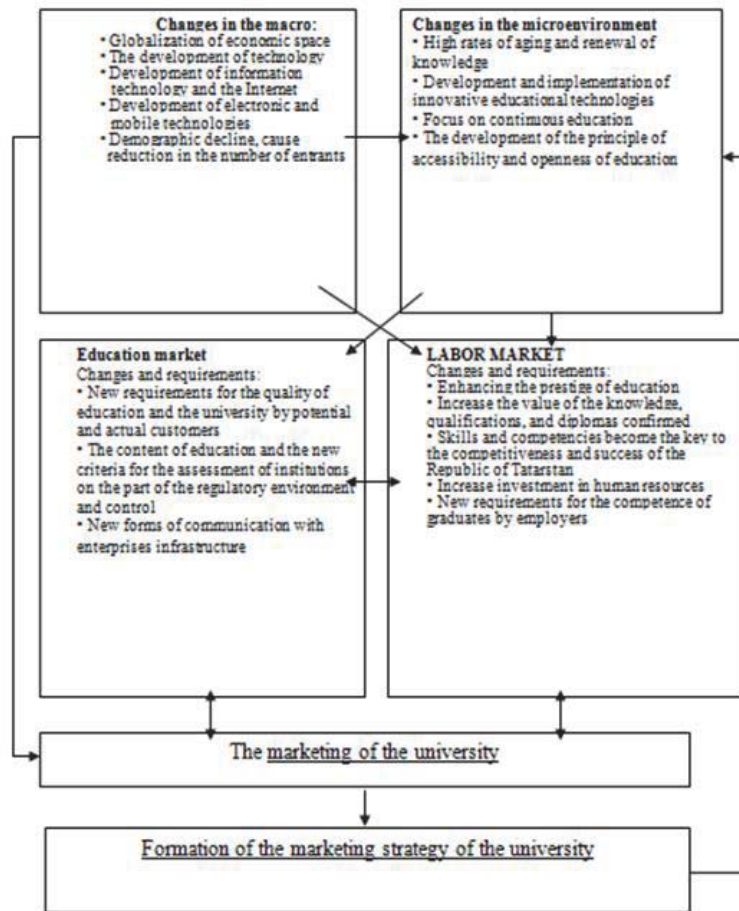 Changes in the macro:
• Globalization of economic space
• The development of technology
• Development of information
technology and the Internet
• Development of electronic and
mobile technologies
• Demographic decline, cause
reduction in the number of entrants
Changes in the microenvironment
• High rates of aging and renewal of
knowledge
• Development and implementation of
innovative educational technologies
• Focus on continuous education
• The development of the principle of
accessibility and openness of education
Education market
Changes and requirements:
• New requirements for the quality of
education and the university by potential
and actual customers
• The content of education and the new
criteria for the assessment of institutions
on the part of the regulatory environment
and control
• New forms of communication with
enterprises infrastructure
LABOR MARKET
Changes and requirements:
• Enhancing the prestige of education
• Increase the value of the knowledge,
qualifications, and diplomas confirmed
• Skills and competencies become the key to
the competitiveness and success of the
Republic of Tatarstan
• Increase investment in human resources
• New requirements for the competence of
graduates by employers
The marketing of the university
Formation of the marketing strategy of the university